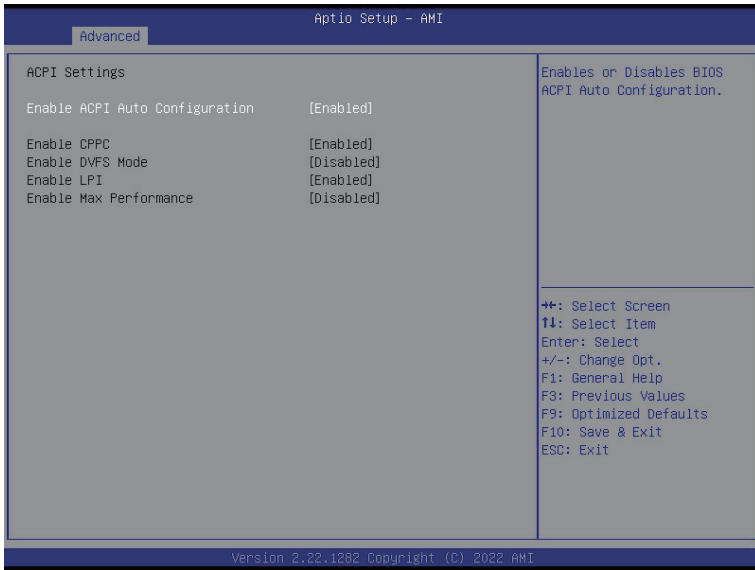 Aptio Setup – AMI
Advanced
ACPI Settings
Enable ACPI Auto Configuration [Enabled]
Enable CPPC [Enabled]
Enable DVFS Mode [Disabled]
Enable LPI [Enabled]
Enable Max Performance [Disabled]
Enables or Disables BIOS
ACPI Auto Configuration.
→←: Select Screen
↑↓: Select Item
Enter: Select
+/-: Change Opt.
F1: General Help
F3: Previous Values
F9: Optimized Defaults
F10: Save & Exit
ESC: Exit
Version 2.22.1282 Copyright (C) 2022 AMI